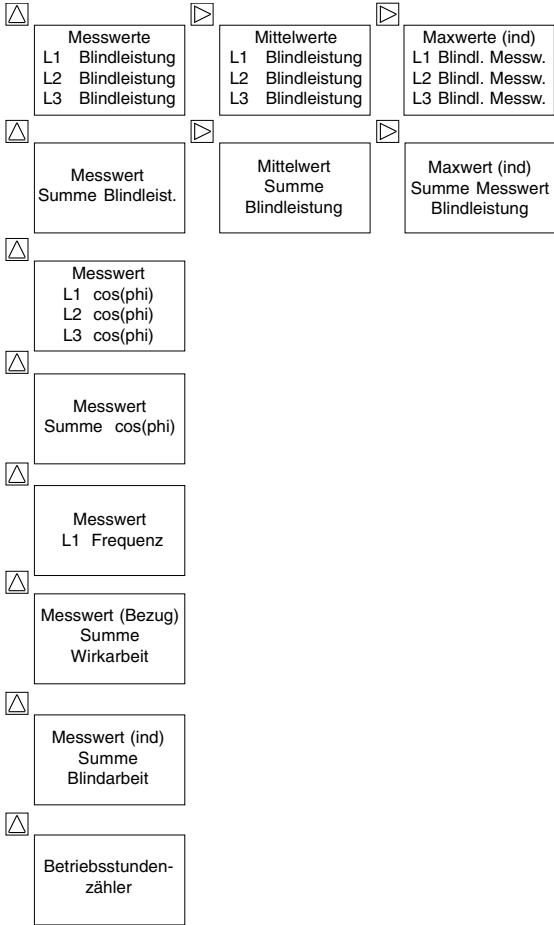 Messwerte
L1 Blindleistung
L2 Blindleistung
L3 Blindleistung
Mittelwerte
L1 Blindleistung
L2 Blindleistung
L3 Blindleistung
Maxwerte (ind)
L1 Blindl. Messw.
L2 Blindl. Messw.
L3 Blindl. Messw.
Messwert
Summe Blindleist.
Mittelwert
Summe
Blindleistung
Maxwert (ind)
Summe Messwert
Blindleistung
Messwert
L1 cos(phi)
L2 cos(phi)
L3 cos(phi)
Messwert
Summe cos(phi)
Messwert
L1 Frequenz
Messwert (Bezug)
Summe
Wirkarbeit
Messwert (ind)
Summe
Blindarbeit
Betriebsstunden-
zähler